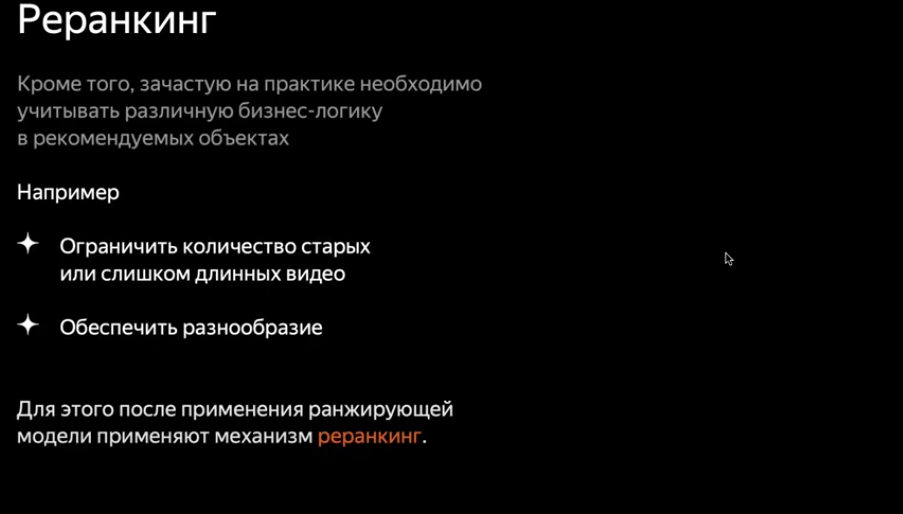 Реранкинг
Кроме того, зачастую на практике необходимо
учитывать различную бизнес-логику
в рекомендуемых объектах
Например
Ограничить количество старых
или слишком длинных видео
Обеспечить разнообразие
Для этого после применения ранжирующей
модели применяют механизм реранкинг.